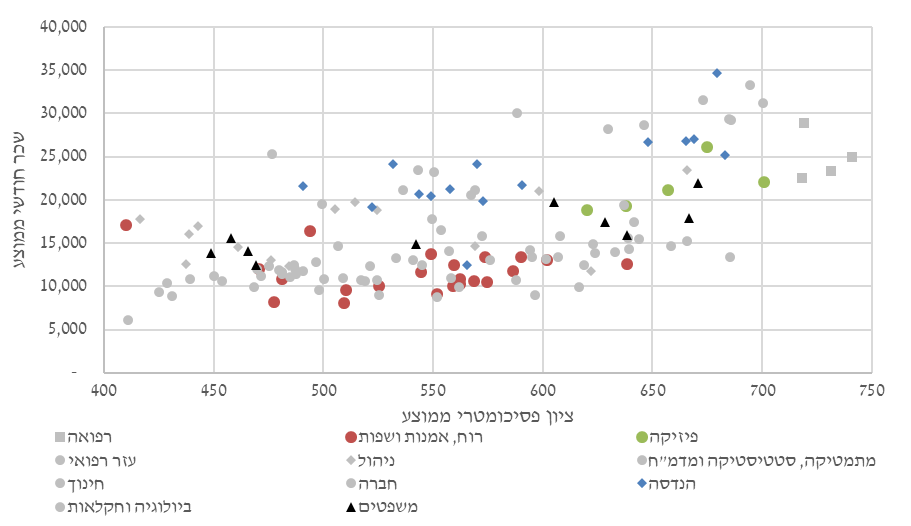 40,000
35,000
30,000
25,000
20,000
15,000
10,000
5,000
-
שכר חודשי ממוצע
400 450 500 550 600 650 700 750
ציון פסיכומטרי ממוצע
רפואה רוח, אמנות ושפות פיזיקה
עזר רפואי ניהול מתמטיקה, סטטיסטיקה ומדמ"ח
חינוך חברה הנדסה
ביולוגיה וחקלאות משפטים